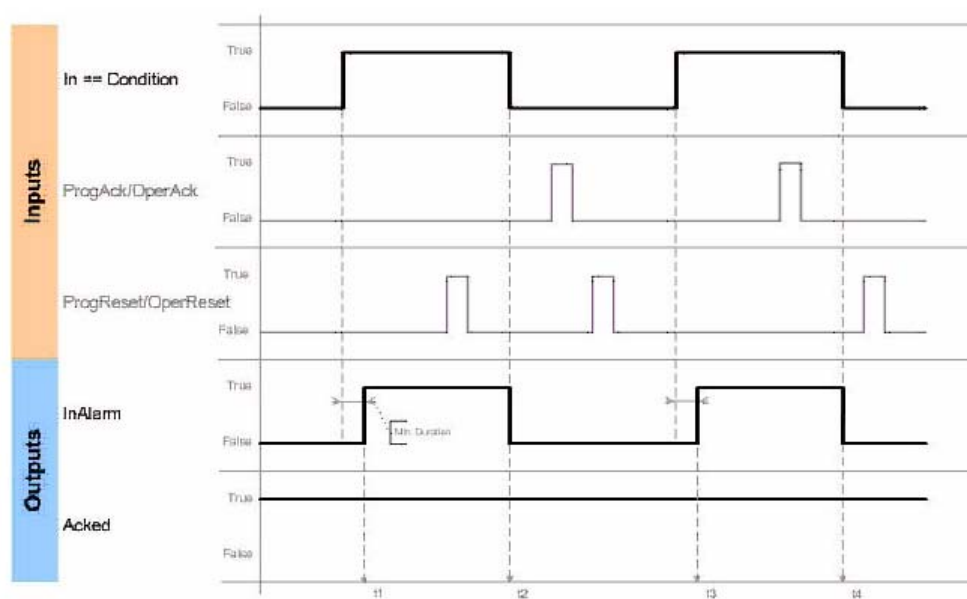 Inputs
In == Condition
True
False
ProgAck/OperAck
True
False
ProgReset/OperReset
True
False
Outputs
InAlarm
True
False
Min. Duration
Acked
True
False
t1
t2
t3
t4